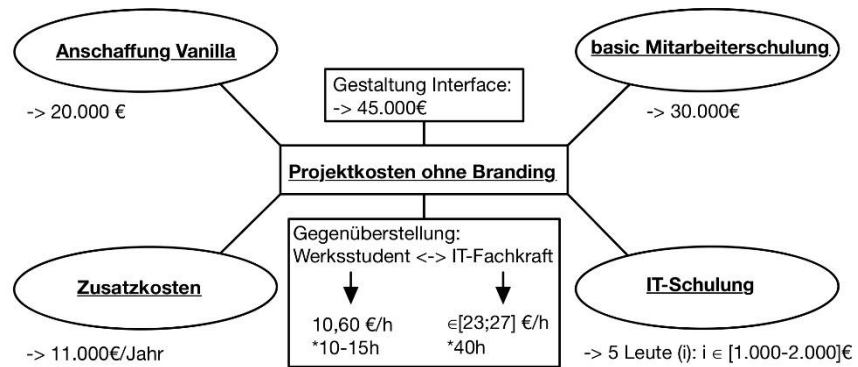 Anschaffung Vanilla
-> 20.000 €
Gestaltung Interface:
-> 45.000€
basic Mitarbeiterschulung
-> 30.000€
Projektkosten ohne Branding
Zusatzkosten
-> 11.000€/Jahr
Gegenüberstellung:
Werksstudent <-> IT-Fachkraft
10,60 €/h
*10-15h
∈[23;27] €/h
*40h
IT-Schulung
-> 5 Leute (i): i ∈ [1.000-2.000]€